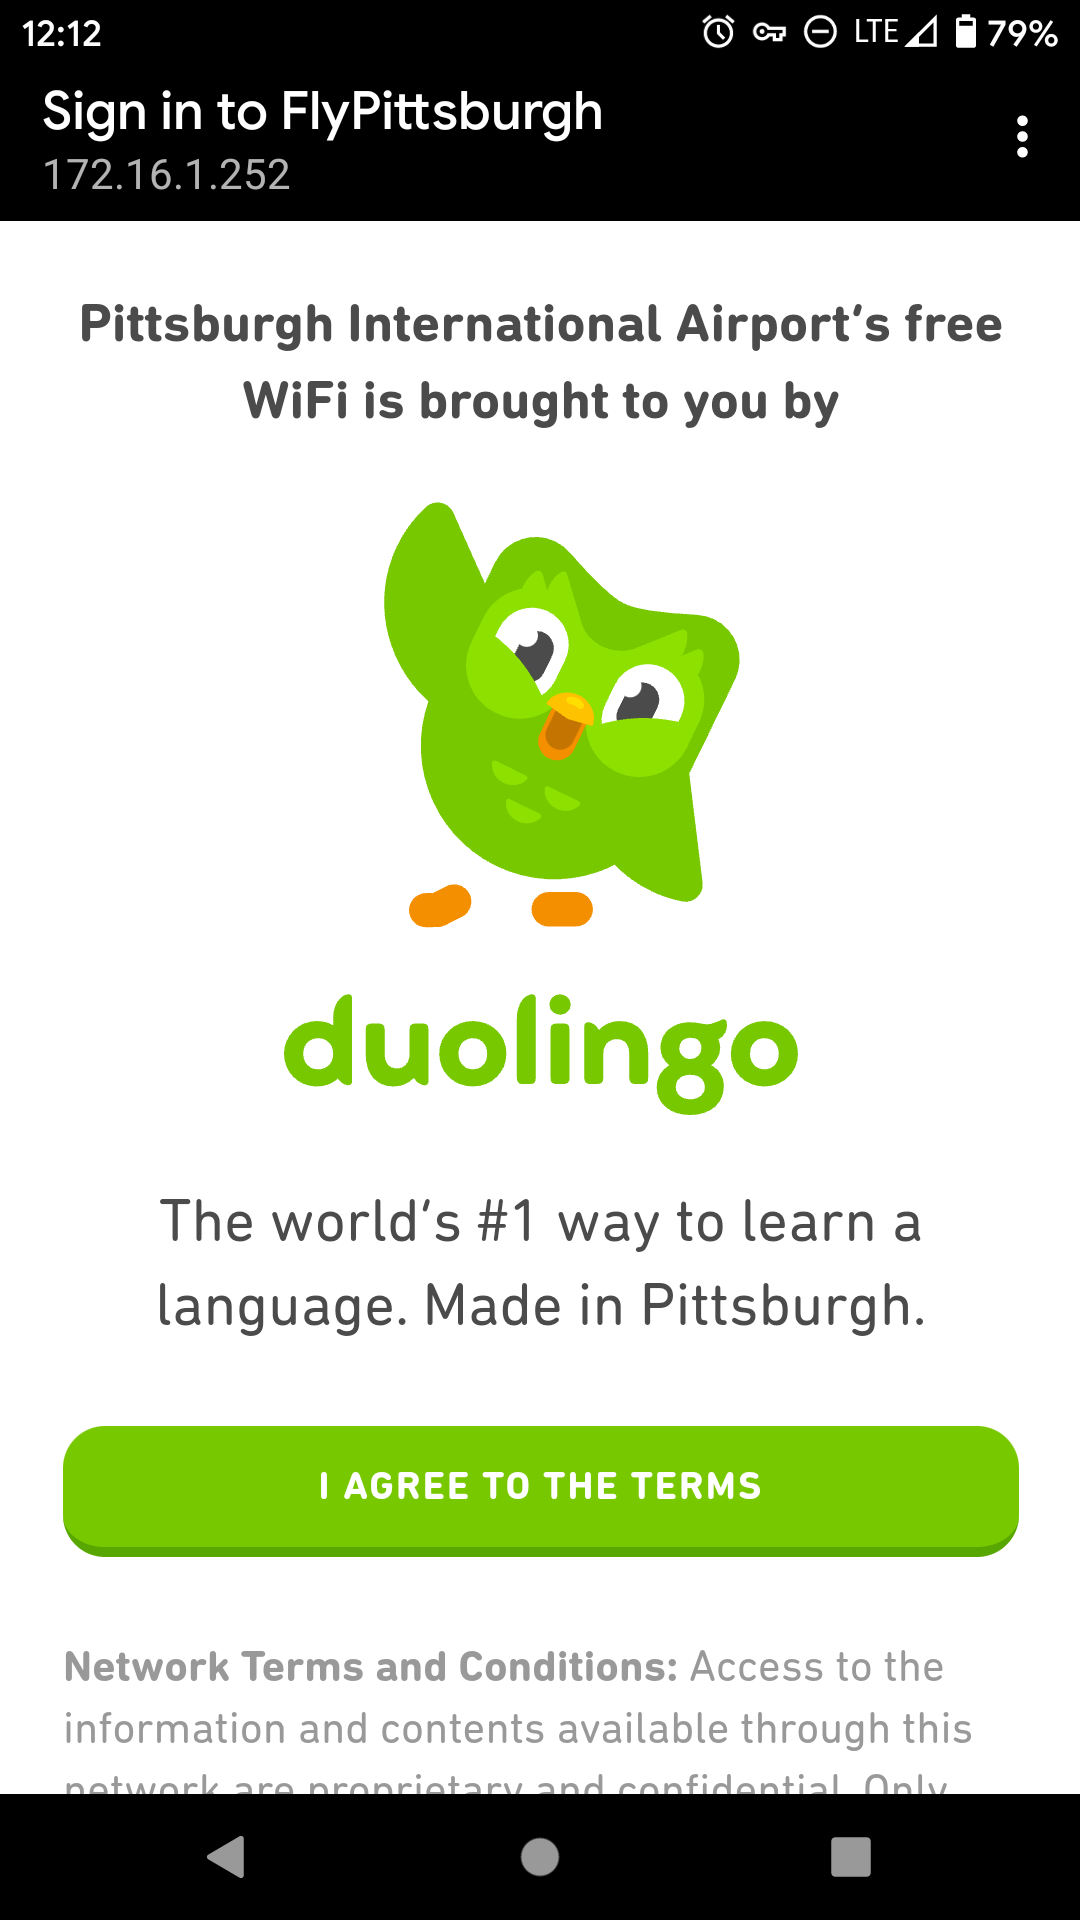 12:12 LTE 79%
Sign in to FlyPittsburgh
172.16.1.252
Pittsburgh International Airport's free
WiFi is brought to you by
duolingo
The world's #1 way to learn a
language. Made in Pittsburgh.
I AGREE TO THE TERMS
Network Terms and Conditions: Access to the
information and contents available through this
network are proprietary and confidential. Only